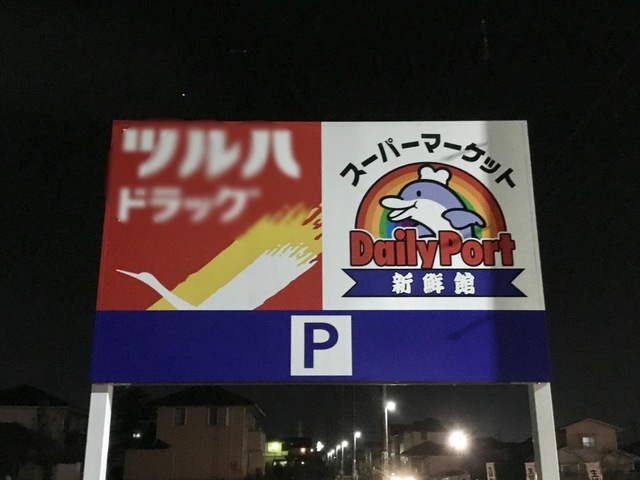 ツルハ
ドラッグ
スーパーマーケット
DailyPort
新鮮館
P